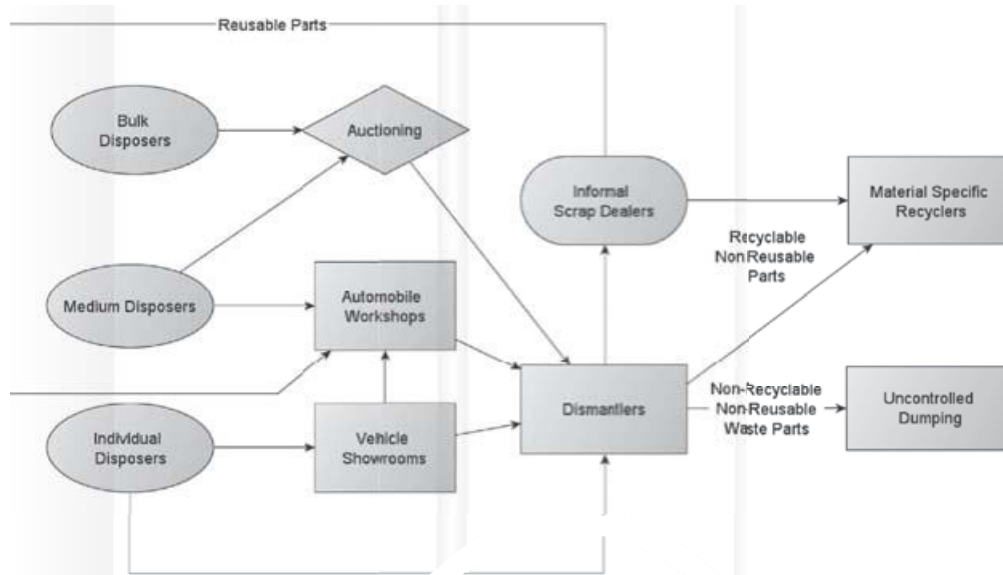 Reusable Parts
Bulk
Disposers
Auctioning
Informal
Scrap Dealers
Material Specific
Recyclers
Recyclable
Non Reusable
Parts
Medium Disposers
Automobile
Workshops
Dismantlers
Non-Recyclable
Non-Reusable
Waste Parts
Uncontrolled
Dumping
Individual
Disposers
Vehicle
Showrooms